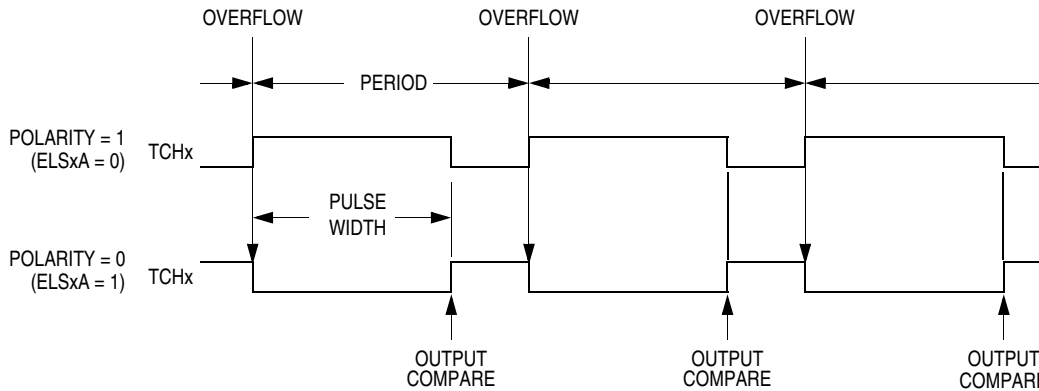 OVERFLOW
OVERFLOW
OVERFLOW
PERIOD
POLARITY = 1
(ELSxA = 0)
TCHx
PULSE
WIDTH
POLARITY = 0
(ELSxA = 1)
TCHx
OUTPUT
COMPARE
OUTPUT
COMPARE
OUTPUT
COMPARE